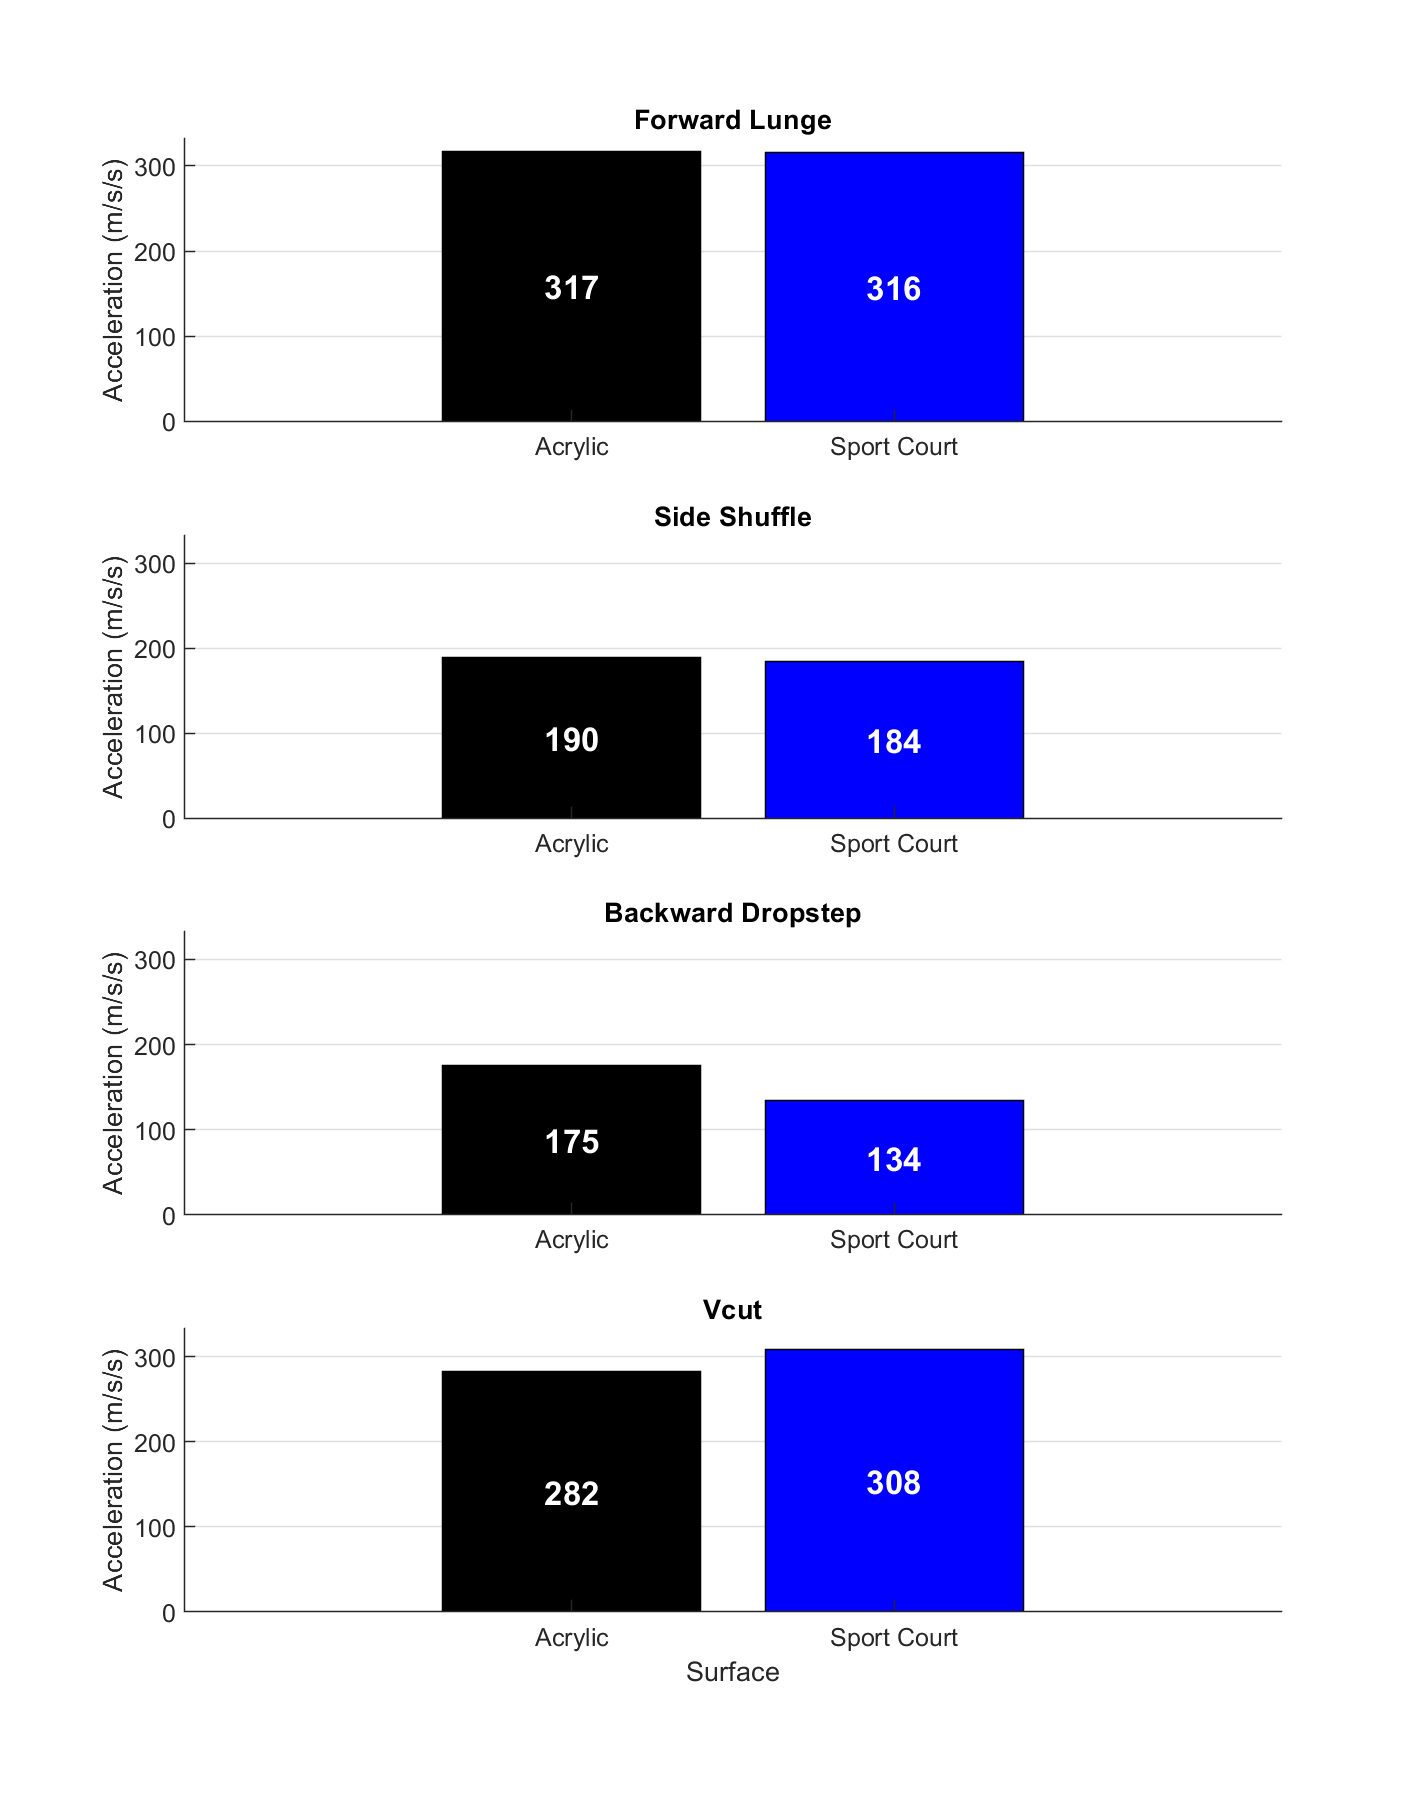 Forward Lunge
Acceleration (m/s/s)
300
200
100
0
317
316
Acrylic
Sport Court
Side Shuffle
Acceleration (m/s/s)
300
200
100
0
190
184
Acrylic
Sport Court
Backward Dropstep
Acceleration (m/s/s)
300
200
100
0
175
134
Acrylic
Sport Court
Vcut
Acceleration (m/s/s)
300
200
100
0
282
308
Acrylic
Sport Court
Surface